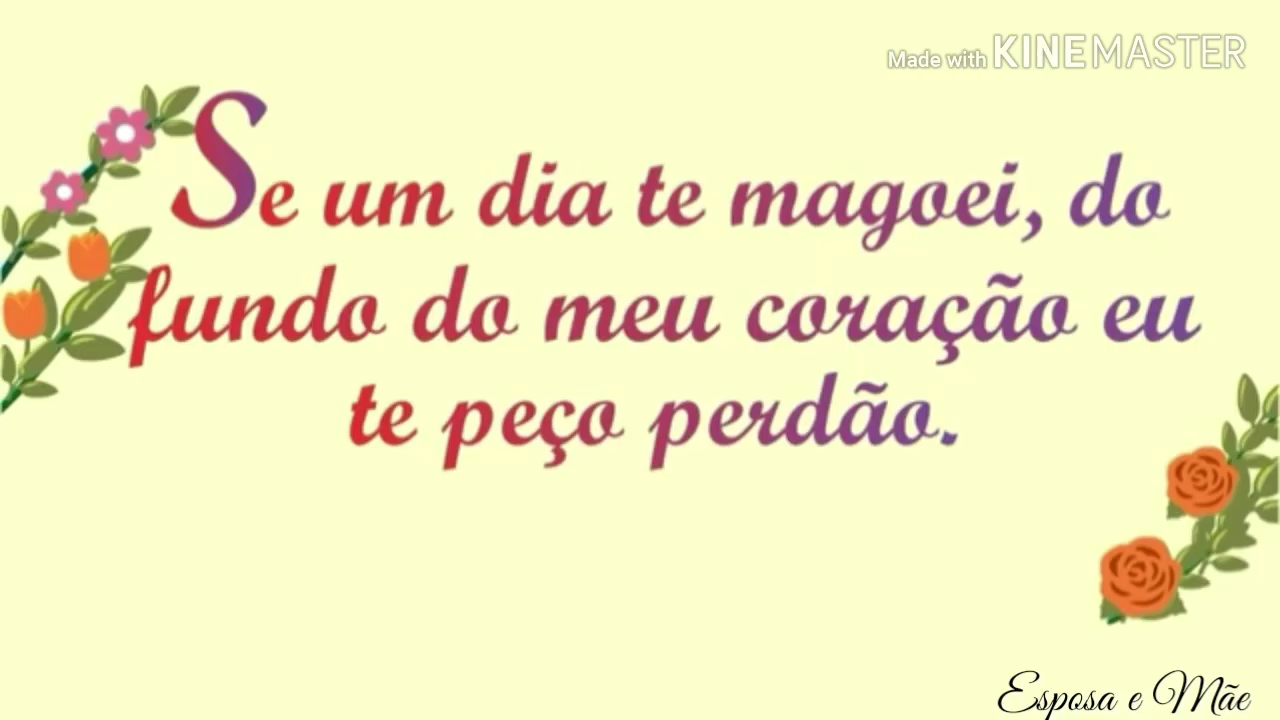 Made with KINEMASTER
Se um dia te magoei, do
fundo do meu coração eu
te peço perdão.
Esposa e Mãe